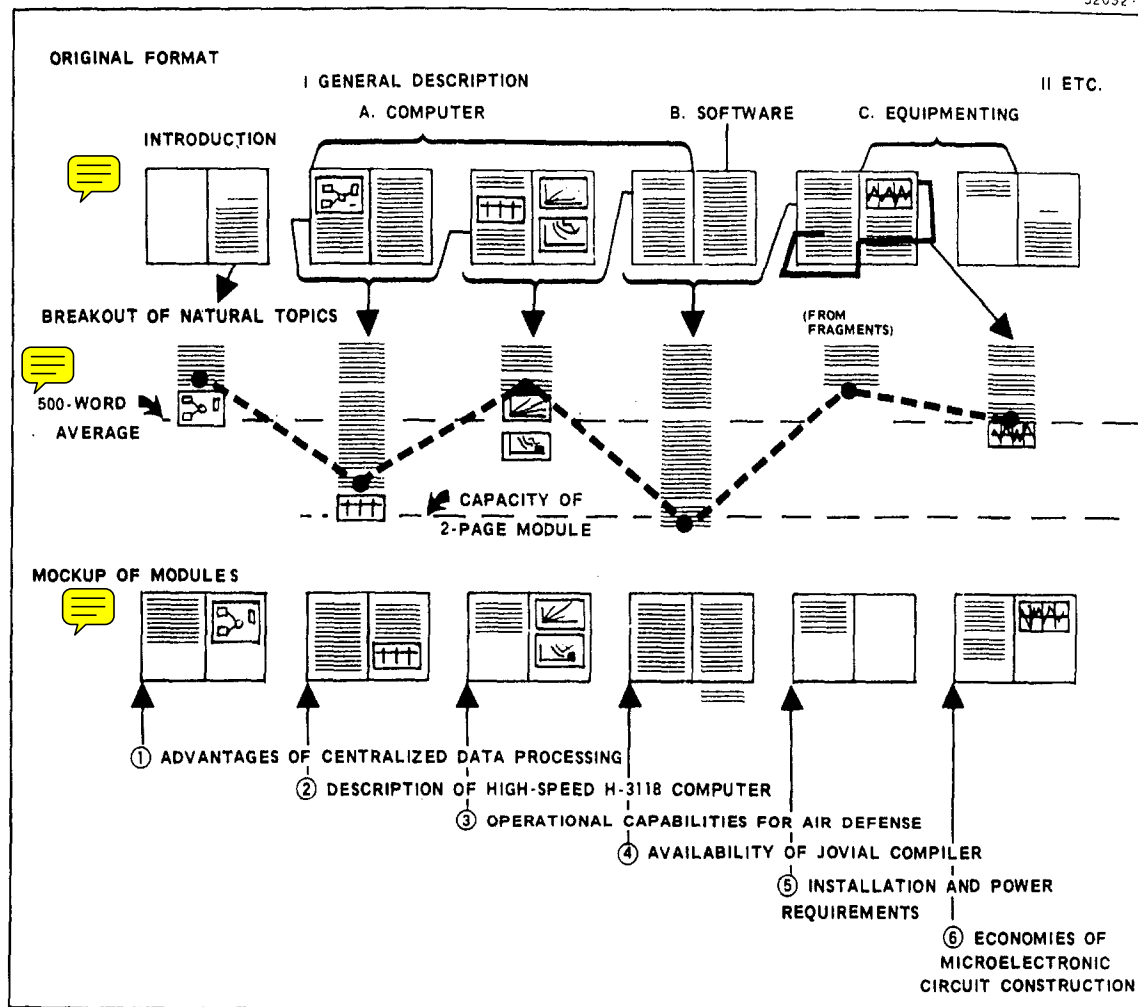 ORIGINAL FORMAT
I GENERAL DESCRIPTION
II ETC.
A. COMPUTER
B. SOFTWARE
C. EQUIPMENTING
INTRODUCTION
BREAKOUT OF NATURAL TOPICS
(FROM
FRAGMENTS)
500-WORD
AVERAGE
CAPACITY OF
2-PAGE MODULE
MOCKUP OF MODULES
① ADVANTAGES OF CENTRALIZED DATA PROCESSING
② DESCRIPTION OF HIGH-SPEED H-3118 COMPUTER
③ OPERATIONAL CAPABILITIES FOR AIR DEFENSE
④ AVAILABILITY OF JOVIAL COMPILER
⑤ INSTALLATION AND POWER
REQUIREMENTS
⑥ ECONOMIES OF
MICROELECTRONIC
CIRCUIT CONSTRUCTION